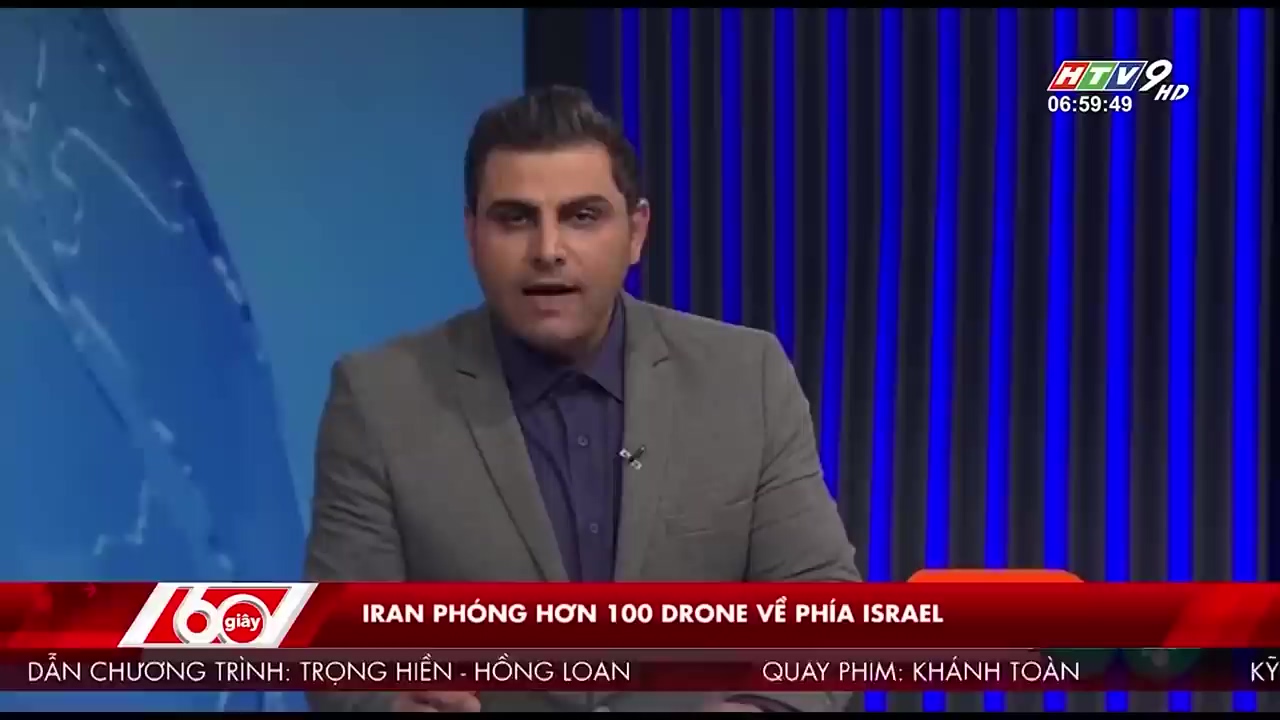 HTV9 HD
06:59:49
60 giây
IRAN PHÓNG HƠN 100 DRONE VỀ PHÍA ISRAEL
DẪN CHƯƠNG TRÌNH: TRỌNG HIỀN - HỒNG LOAN QUAY PHIM: KHÁNH TOÀN KỸ